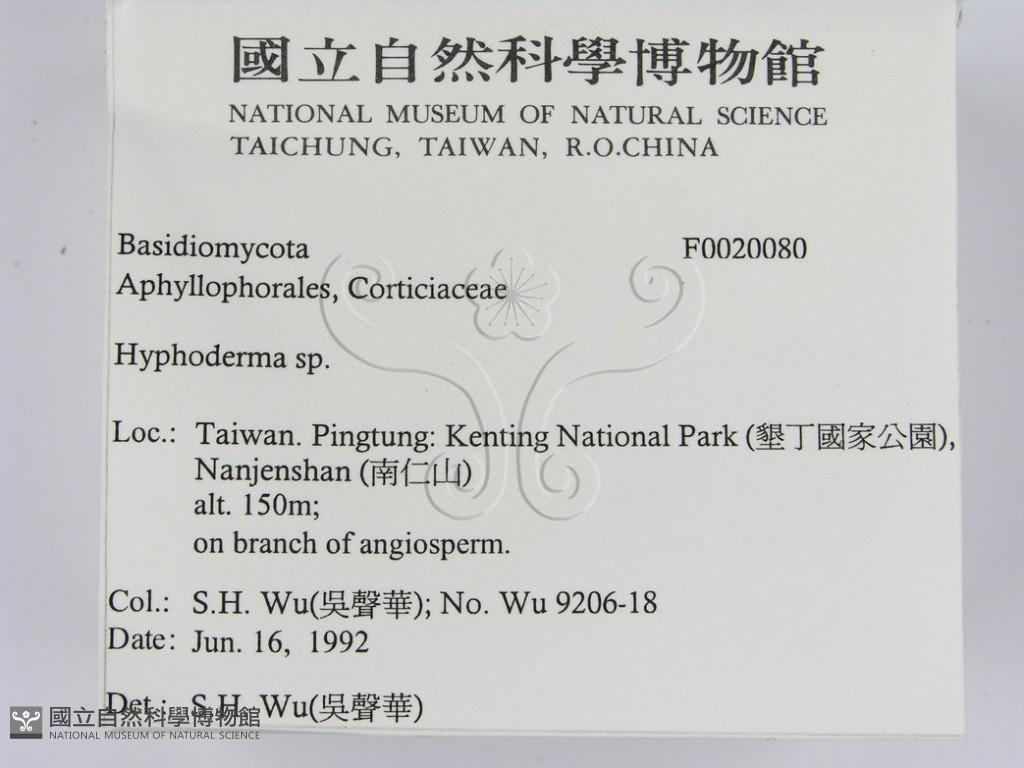 國立自然科學博物館
NATIONAL MUSEUM OF NATURAL SCIENCE
TAICHUNG, TAIWAN, R.O.CHINA
Basidiomycota F0020080
Aphyllophorales, Corticiaceae
Hyphoderma sp.
Loc.: Taiwan. Pingtung: Kenting National Park (墾丁國家公園),
Nanjenshan (南仁山)
alt. 150m;
on branch of angiosperm.
Col.: S.H. Wu(吳聲華); No. Wu 9206-18
Date: Jun. 16, 1992
Det.: S.H. Wu(吳聲華)
國立自然科學博物館
NATIONAL MUSEUM OF NATURAL SCIENCE